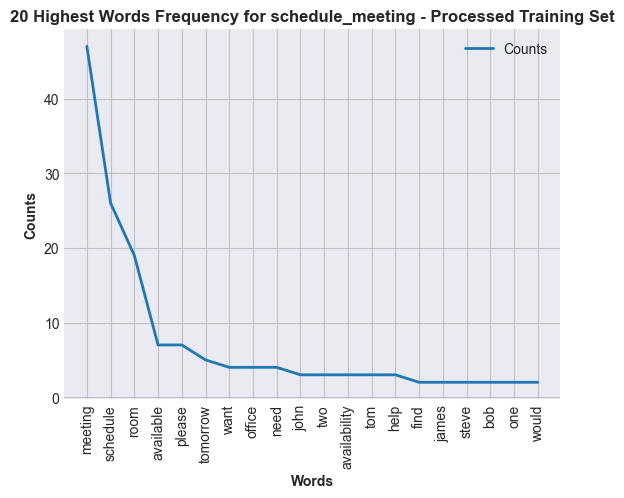 20 Highest Words Frequency for schedule_meeting - Processed Training Set
Counts
Counts
40
30
20
10
0
meeting
schedule
room
available
please
tomorrow
want
office
need
john
two
availability
tom
help
find
james
steve
bob
one
would
Words